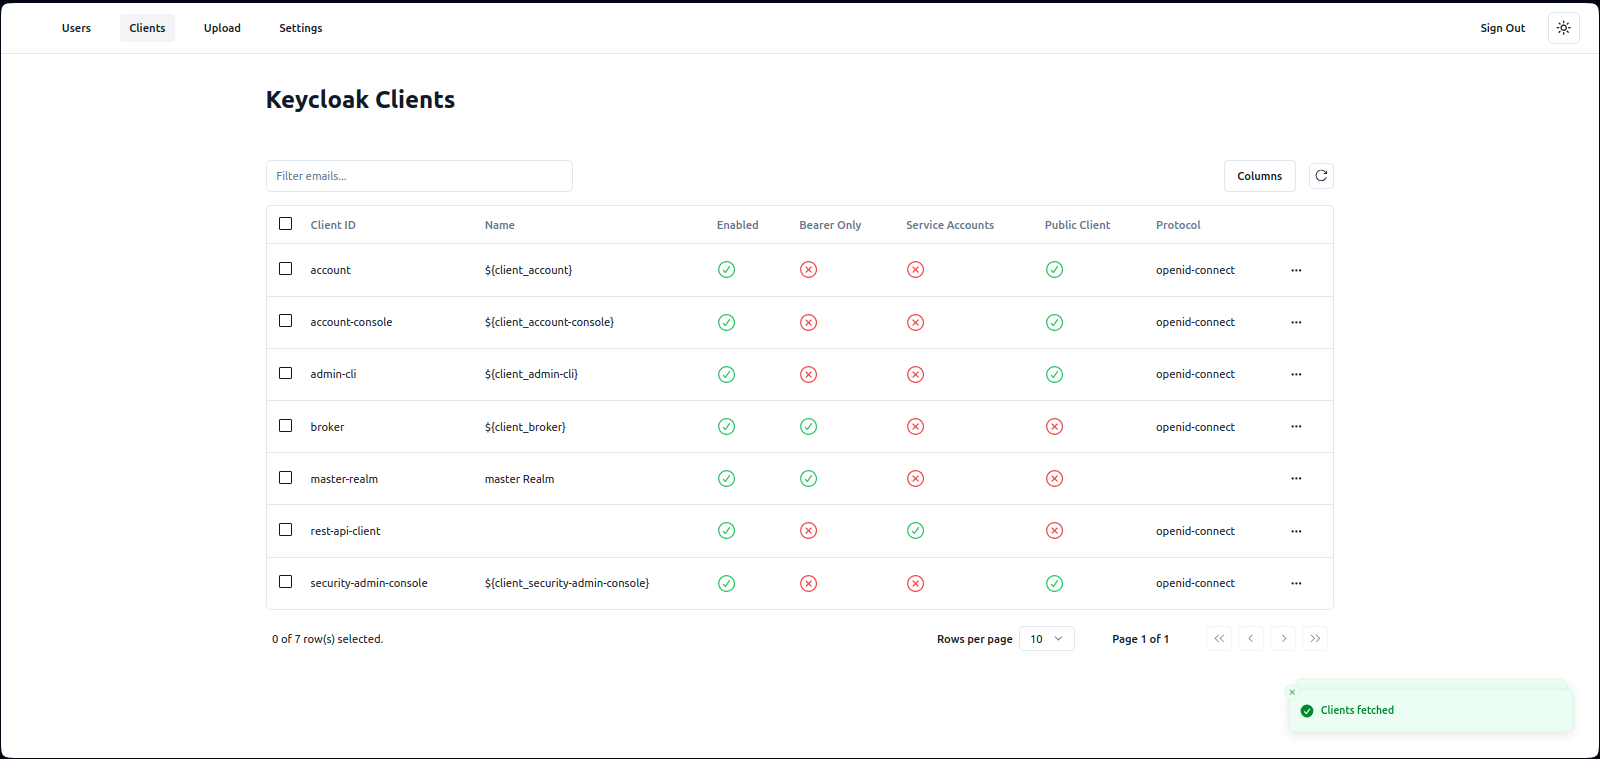 Users Clients Upload Settings Sign Out
Keycloak Clients
Filter emails... Columns
Client ID Name Enabled Bearer Only Service Accounts Public Client Protocol
account ${client_account} openid-connect ...
account-console ${client_account-console} openid-connect ...
admin-cli ${client_admin-cli} openid-connect ...
broker ${client_broker} openid-connect ...
master-realm master Realm ...
rest-api-client openid-connect ...
security-admin-console ${client_security-admin-console} openid-connect ...
0 of 7 row(s) selected. Rows per page 10 Page 1 of 1
Clients fetched